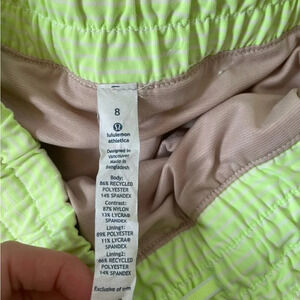 8
lululemon
athletica
Designed in
Vancouver
Made in
Bangladesh
Body:
86% RECYCLED
POLYESTER
14% SPANDEX
Contrast:
87% NYLON
13% LYCRA®
SPANDEX
Lining1:
89% POLYESTER
11% LYCRA®
SPANDEX
Lining2:
86% RECYCLED
POLYESTER
14% SPANDEX
Exclusive of trims